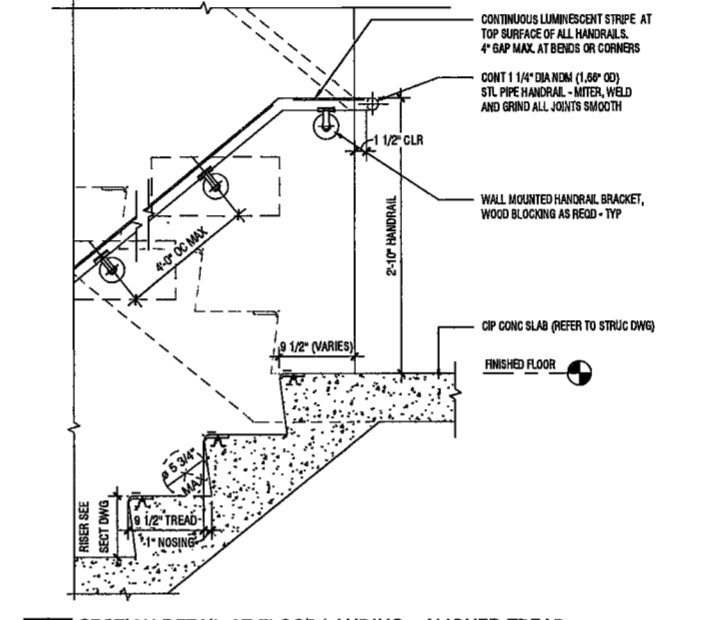 CONTINUOUS LUMINESCENT STRIPE AT
TOP SURFACE OF ALL HANDRAILS.
4" GAP MAX. AT BENDS OR CORNERS
CONT 1 1/4" DIA NOM (1.66" OD)
STL PIPE HANDRAIL - MITER, WELD
AND GRIND ALL JOINTS SMOOTH
1 1/2" CLR
WALL MOUNTED HANDRAIL BRACKET,
WOOD BLOCKING AS REQD - TYP
4'-0" OC MAX
2'-10" HANDRAIL
CIP CONC SLAB (REFER TO STRUC DWG)
9 1/2" (VARIES)
FINISHED FLOOR
ø 5 3/4"
MAX
9 1/2" TREAD
1" NOSING
RISER SEE
SECT DWG